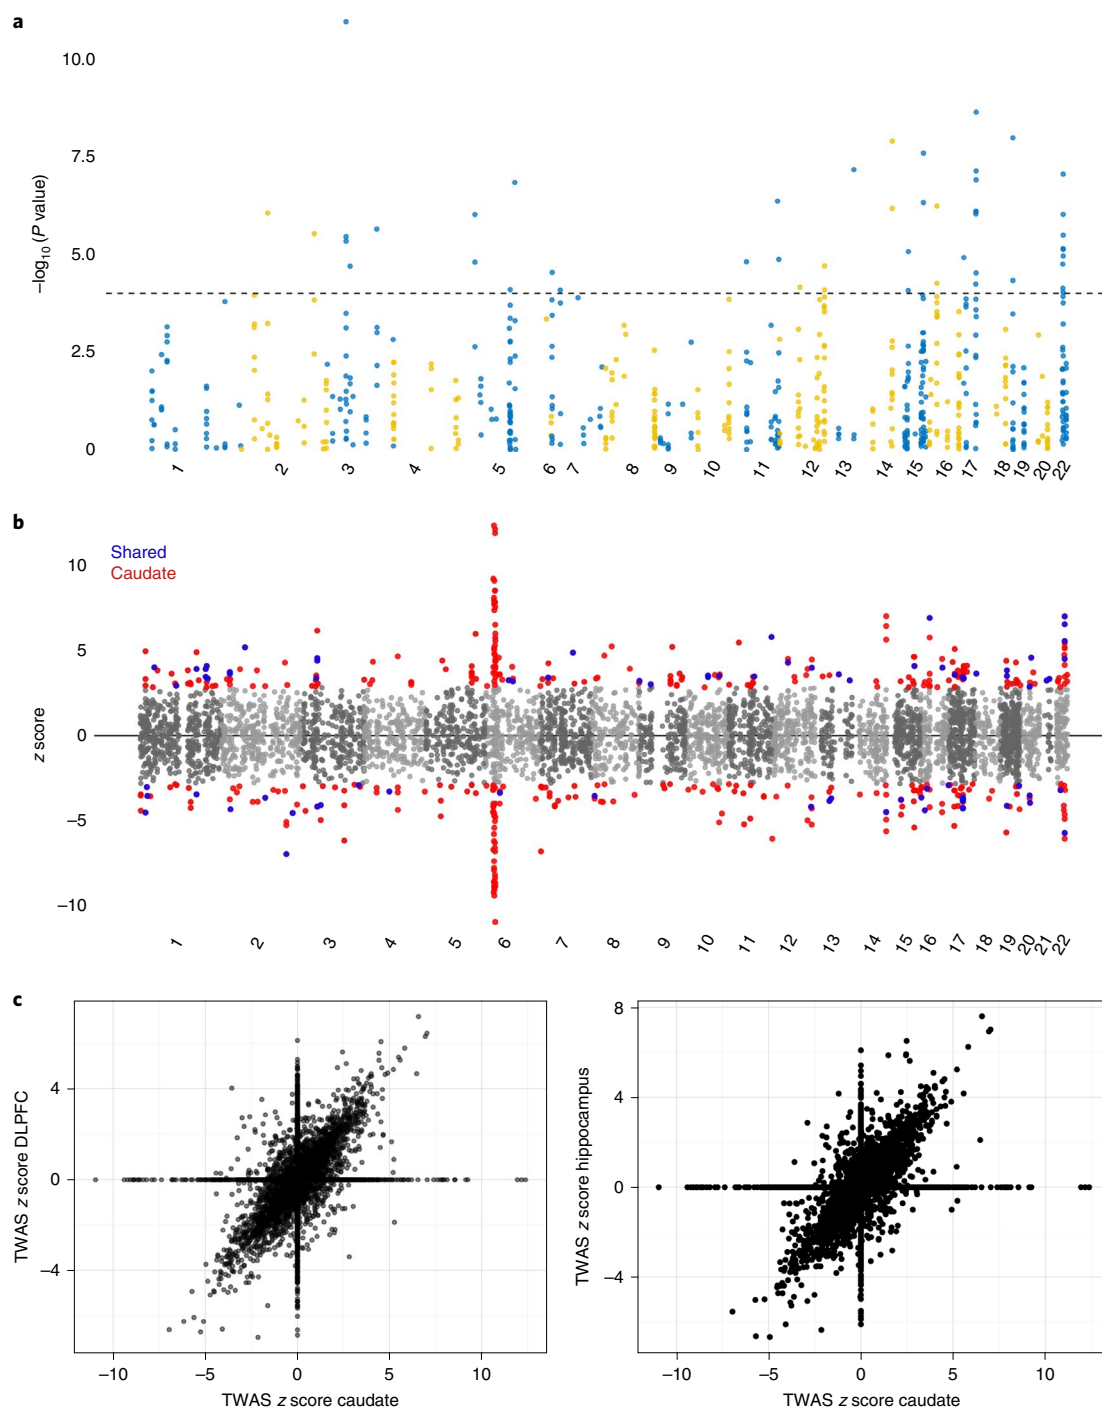 a
10.0
7.5
5.0
2.5
0
–log10 (P value)
1 2 3 4 5 6 7 8 9 10 11 12 13 14 15 16 17 18 19 20 22
b
Shared
Caudate
10
5
0
–5
–10
z score
1 2 3 4 5 6 7 8 9 10 11 12 13 14 15 16 17 18 19 20 21 22
c
4
0
–4
TWAS z score DLPFC
–10 –5 0 5 10
TWAS z score caudate
8
4
0
–4
TWAS z score hippocampus
–10 –5 0 5 10
TWAS z score caudate